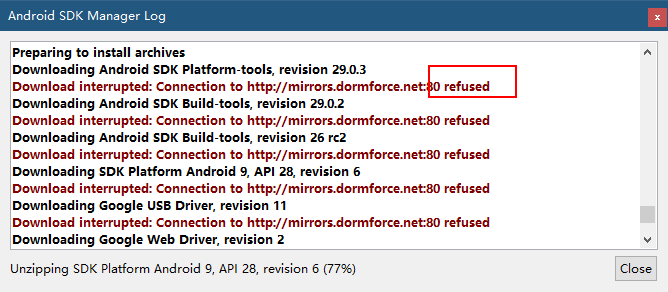 Android SDK Manager Log
Preparing to install archives
Downloading Android SDK Platform-tools, revision 29.0.3
Download interrupted: Connection to http://mirrors.dormforce.net:80 refused
Downloading Android SDK Build-tools, revision 29.0.2
Download interrupted: Connection to http://mirrors.dormforce.net:80 refused
Downloading Android SDK Build-tools, revision 26 rc2
Download interrupted: Connection to http://mirrors.dormforce.net:80 refused
Downloading SDK Platform Android 9, API 28, revision 6
Download interrupted: Connection to http://mirrors.dormforce.net:80 refused
Downloading Google USB Driver, revision 11
Download interrupted: Connection to http://mirrors.dormforce.net:80 refused
Downloading Google Web Driver, revision 2
Unzipping SDK Platform Android 9, API 28, revision 6 (77%)
Close